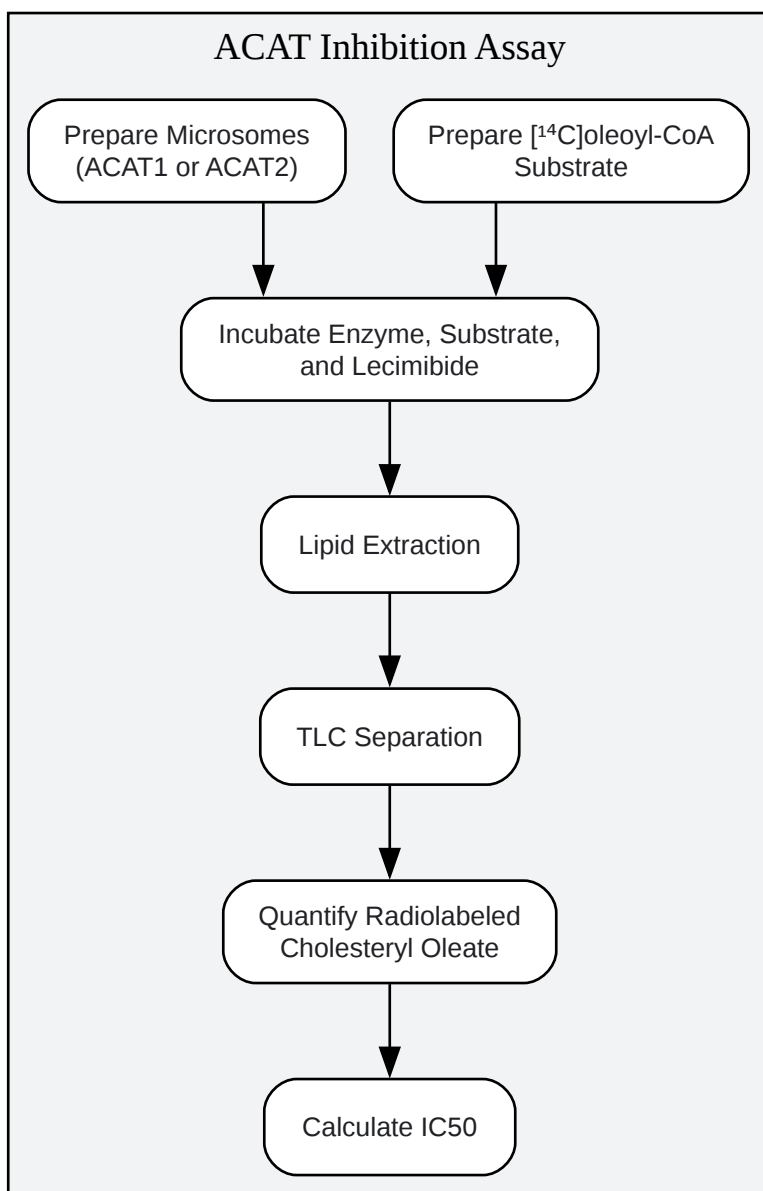 ACAT Inhibition Assay
Prepare Microsomes
(ACAT1 or ACAT2)
Prepare [¹⁴C]oleoyl-CoA
Substrate
Incubate Enzyme, Substrate,
and Lecimibide
Lipid Extraction
TLC Separation
Quantify Radiolabeled
Cholesteryl Oleate
Calculate IC50